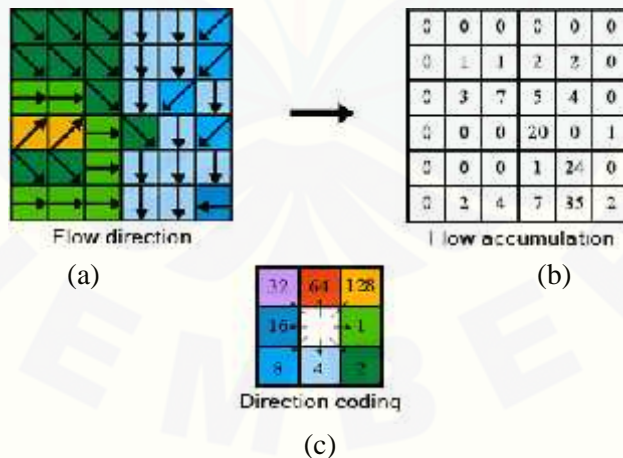 0 0 0 0 0 0
0 1 1 2 2 0
0 3 7 5 4 0
0 0 0 20 0 1
0 0 0 1 24 0
0 2 4 7 35 2
Flow direction
Flow accumulation
(a)
(b)
32 64 128
16 1
8 4 2
Direction coding
(c)